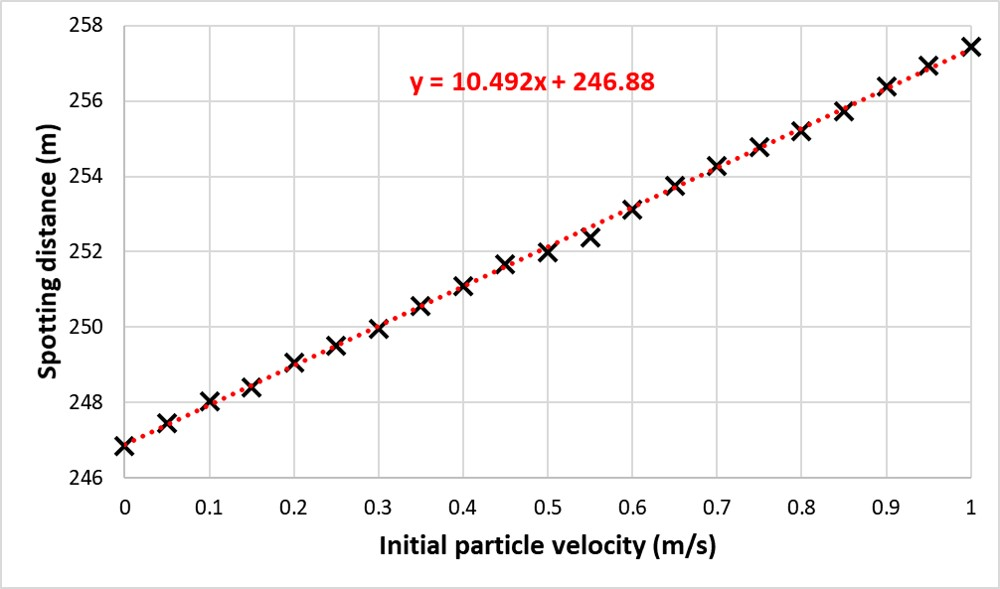 258
256
254
252
250
248
246
y = 10.492x + 246.88
Spotting distance (m)
0 0.1 0.2 0.3 0.4 0.5 0.6 0.7 0.8 0.9 1
Initial particle velocity (m/s)